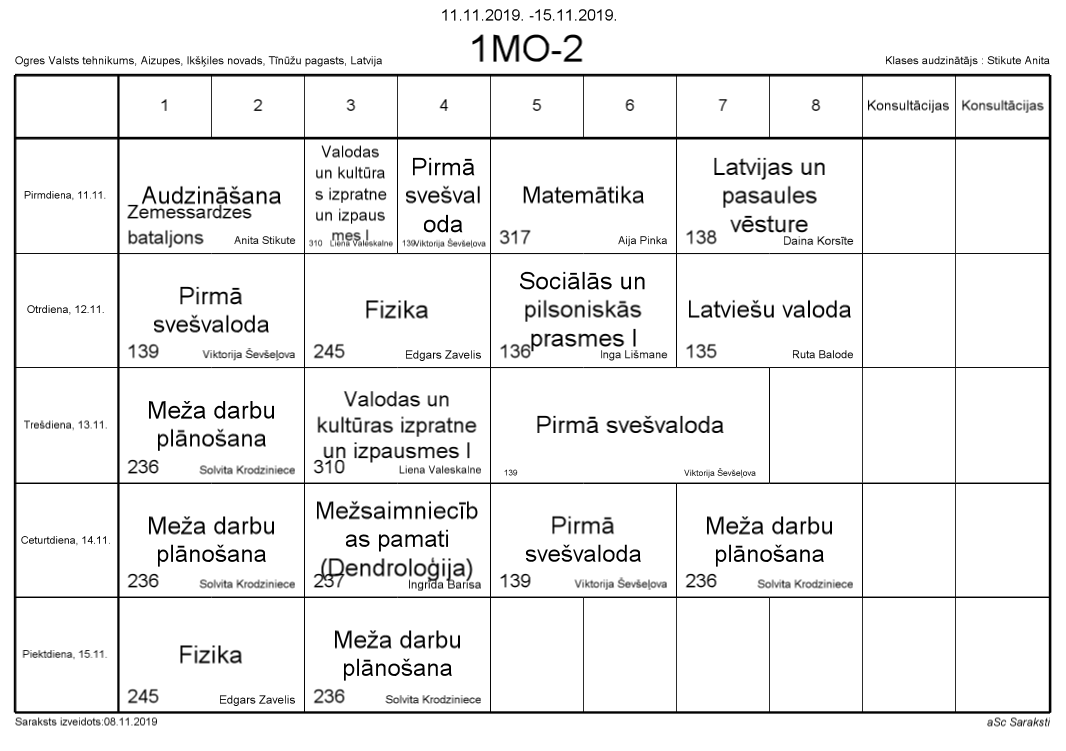 11.11.2019. -15.11.2019.
1MO-2
Ogres Valsts tehnikums, Aizupes, Ikšķiles novads, Tīnūžu pagasts, Latvija
Klases audzinātājs : Stikute Anita
1 2 3 4 5 6 7 8 Konsultācijas Konsultācijas
Pirmdiena, 11.11.
Audzināšana
Zemessardzes
bataljons
Anita Stikute
Valodas
un kultūra
s izpratne
un izpaus
mes I
310 Liena Valeskalne
Pirmā
svešval
oda
139 Viktorija Ševšeļova
Matemātika
317 Aija Pinka
Latvijas un
pasaules
vēsture
138 Daina Korsīte
Otrdiena, 12.11.
Pirmā
svešvaloda
139 Viktorija Ševšeļova
Fizika
245 Edgars Zavelis
Sociālās un
pilsoniskās
prasmes I
136 Inga Lišmane
Latviešu valoda
135 Ruta Balode
Trešdiena, 13.11.
Meža darbu
plānošana
236 Solvita Krodziniece
Valodas un
kultūras izpratne
un izpausmes I
310 Liena Valeskalne
Pirmā svešvaloda
139 Viktorija Ševšeļova
Ceturtdiena, 14.11.
Meža darbu
plānošana
236 Solvita Krodziniece
Mežsaimniecīb
as pamati
(Dendroloģija)
237 Ingrīda Barisa
Pirmā
svešvaloda
139 Viktorija Ševšeļova
Meža darbu
plānošana
236 Solvita Krodziniece
Piektdiena, 15.11.
Fizika
245 Edgars Zavelis
Meža darbu
plānošana
236 Solvita Krodziniece
Saraksts izveidots:08.11.2019
aSc Saraksti